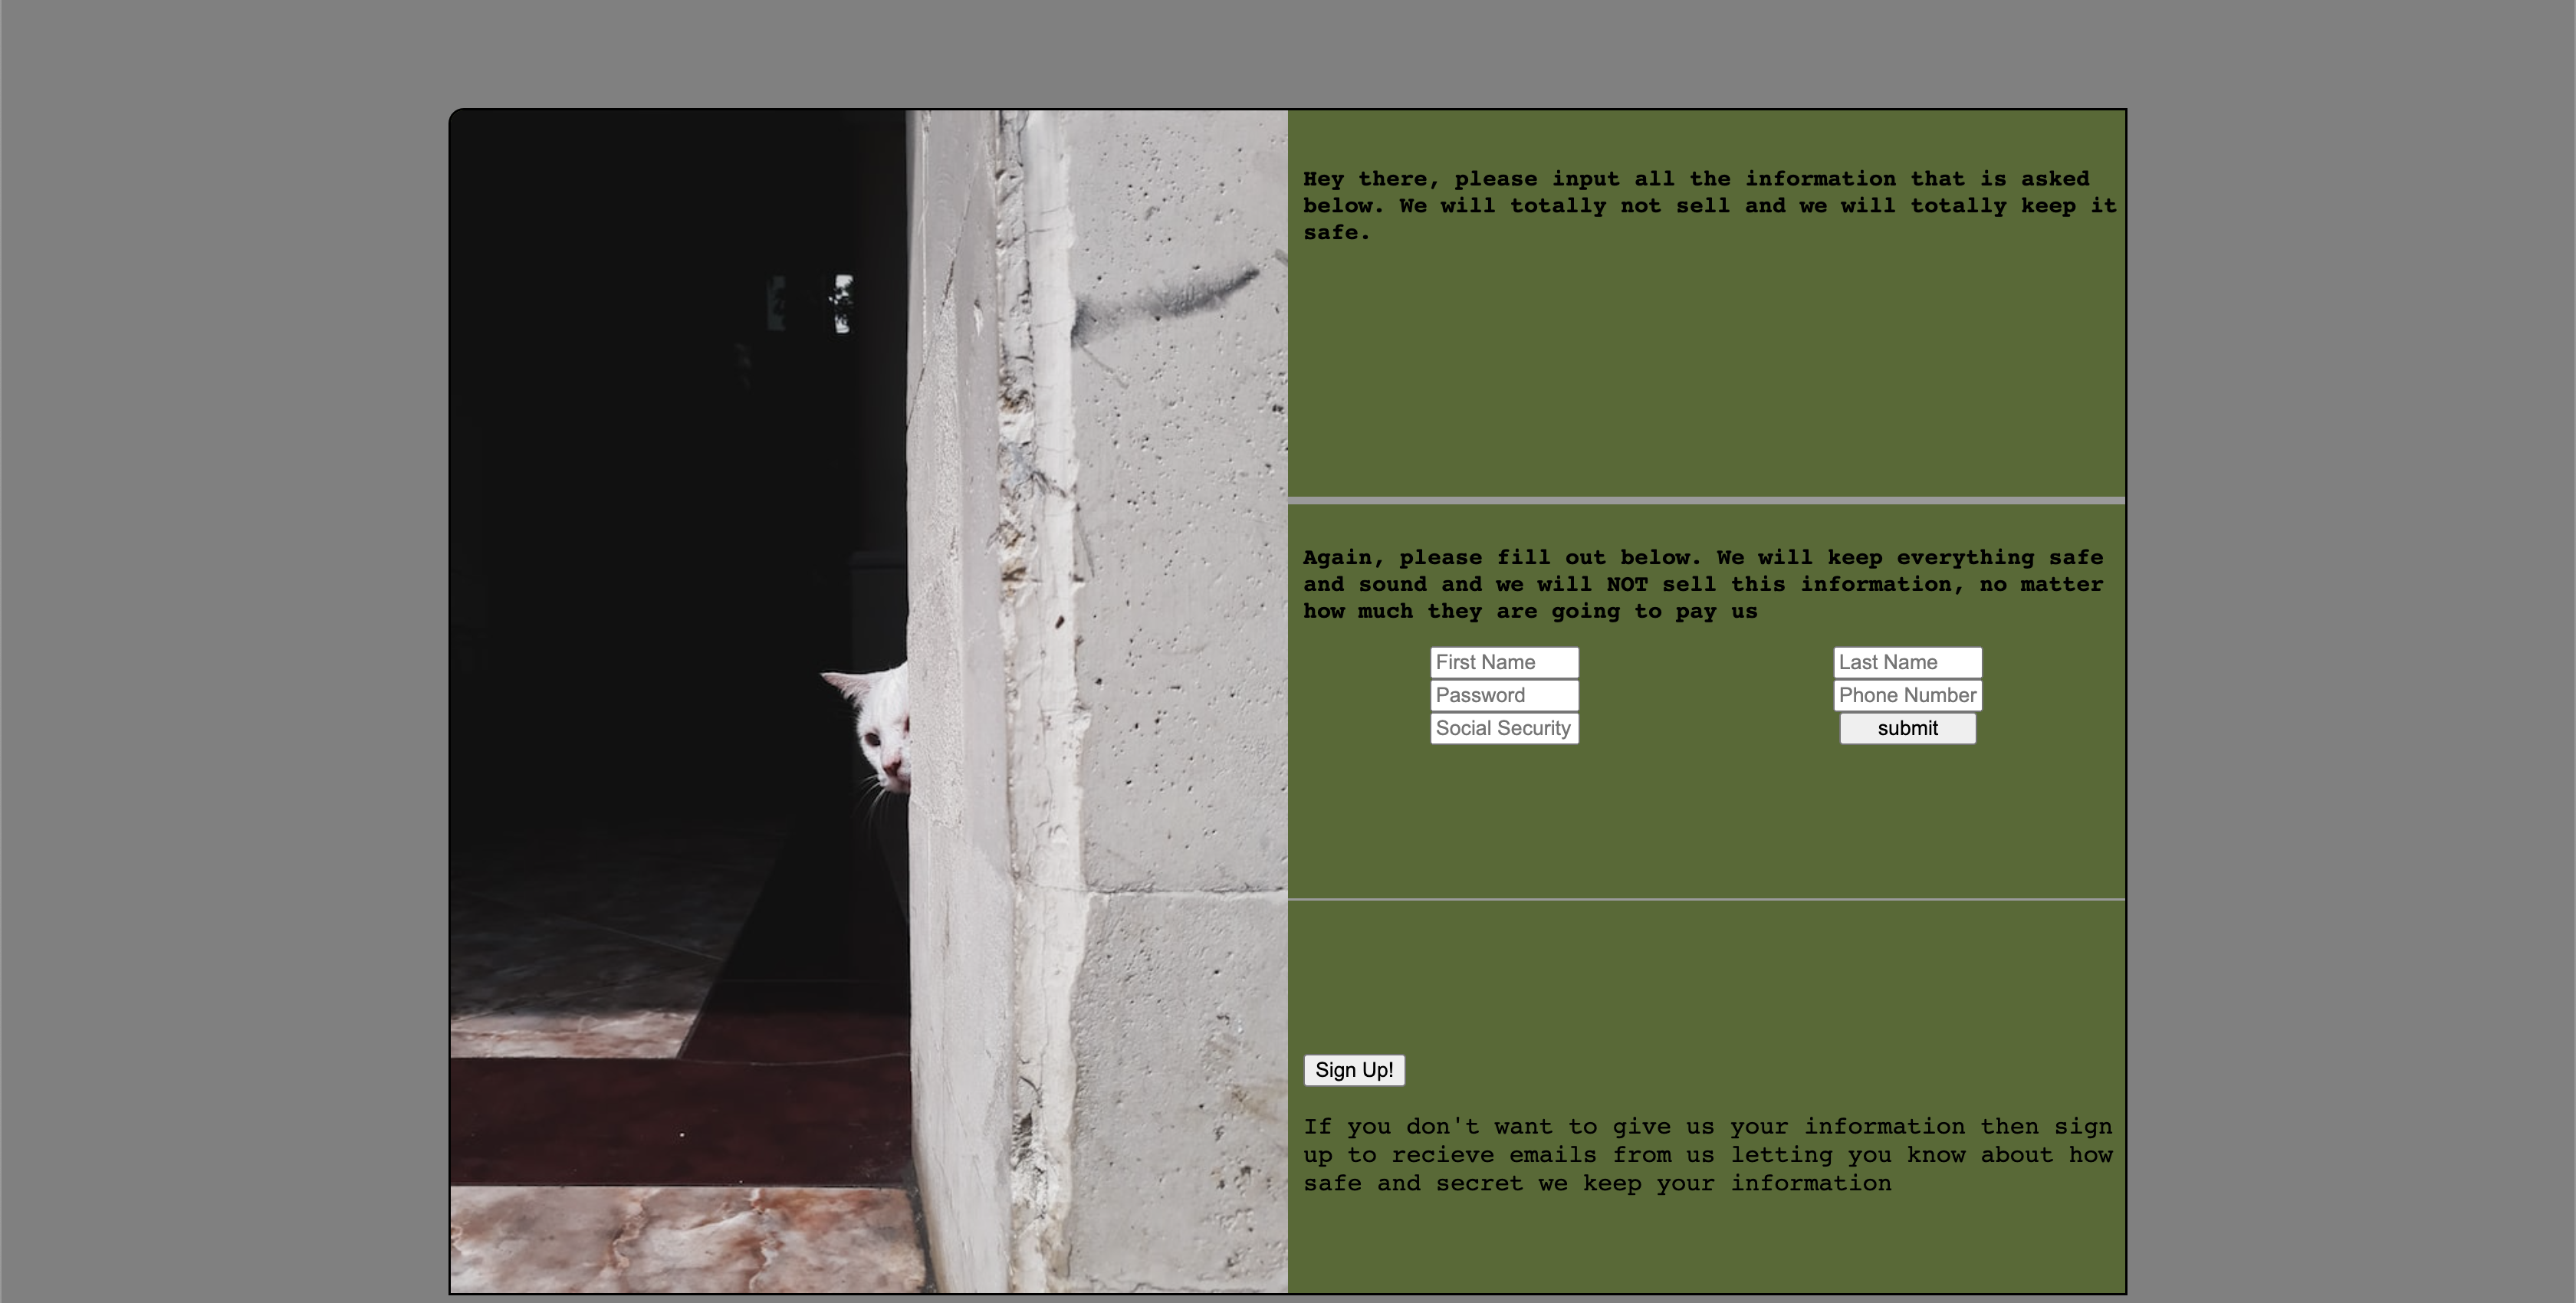 Hey there, please input all the information that is asked
below. We will totally not sell and we will totally keep it
safe.
Again, please fill out below. We will keep everything safe
and sound and we will NOT sell this information, no matter
how much they are going to pay us
First Name
Last Name
Password
Phone Number
Social Security
submit
Sign Up!
If you don't want to give us your information then sign
up to recieve emails from us letting you know about how
safe and secret we keep your information